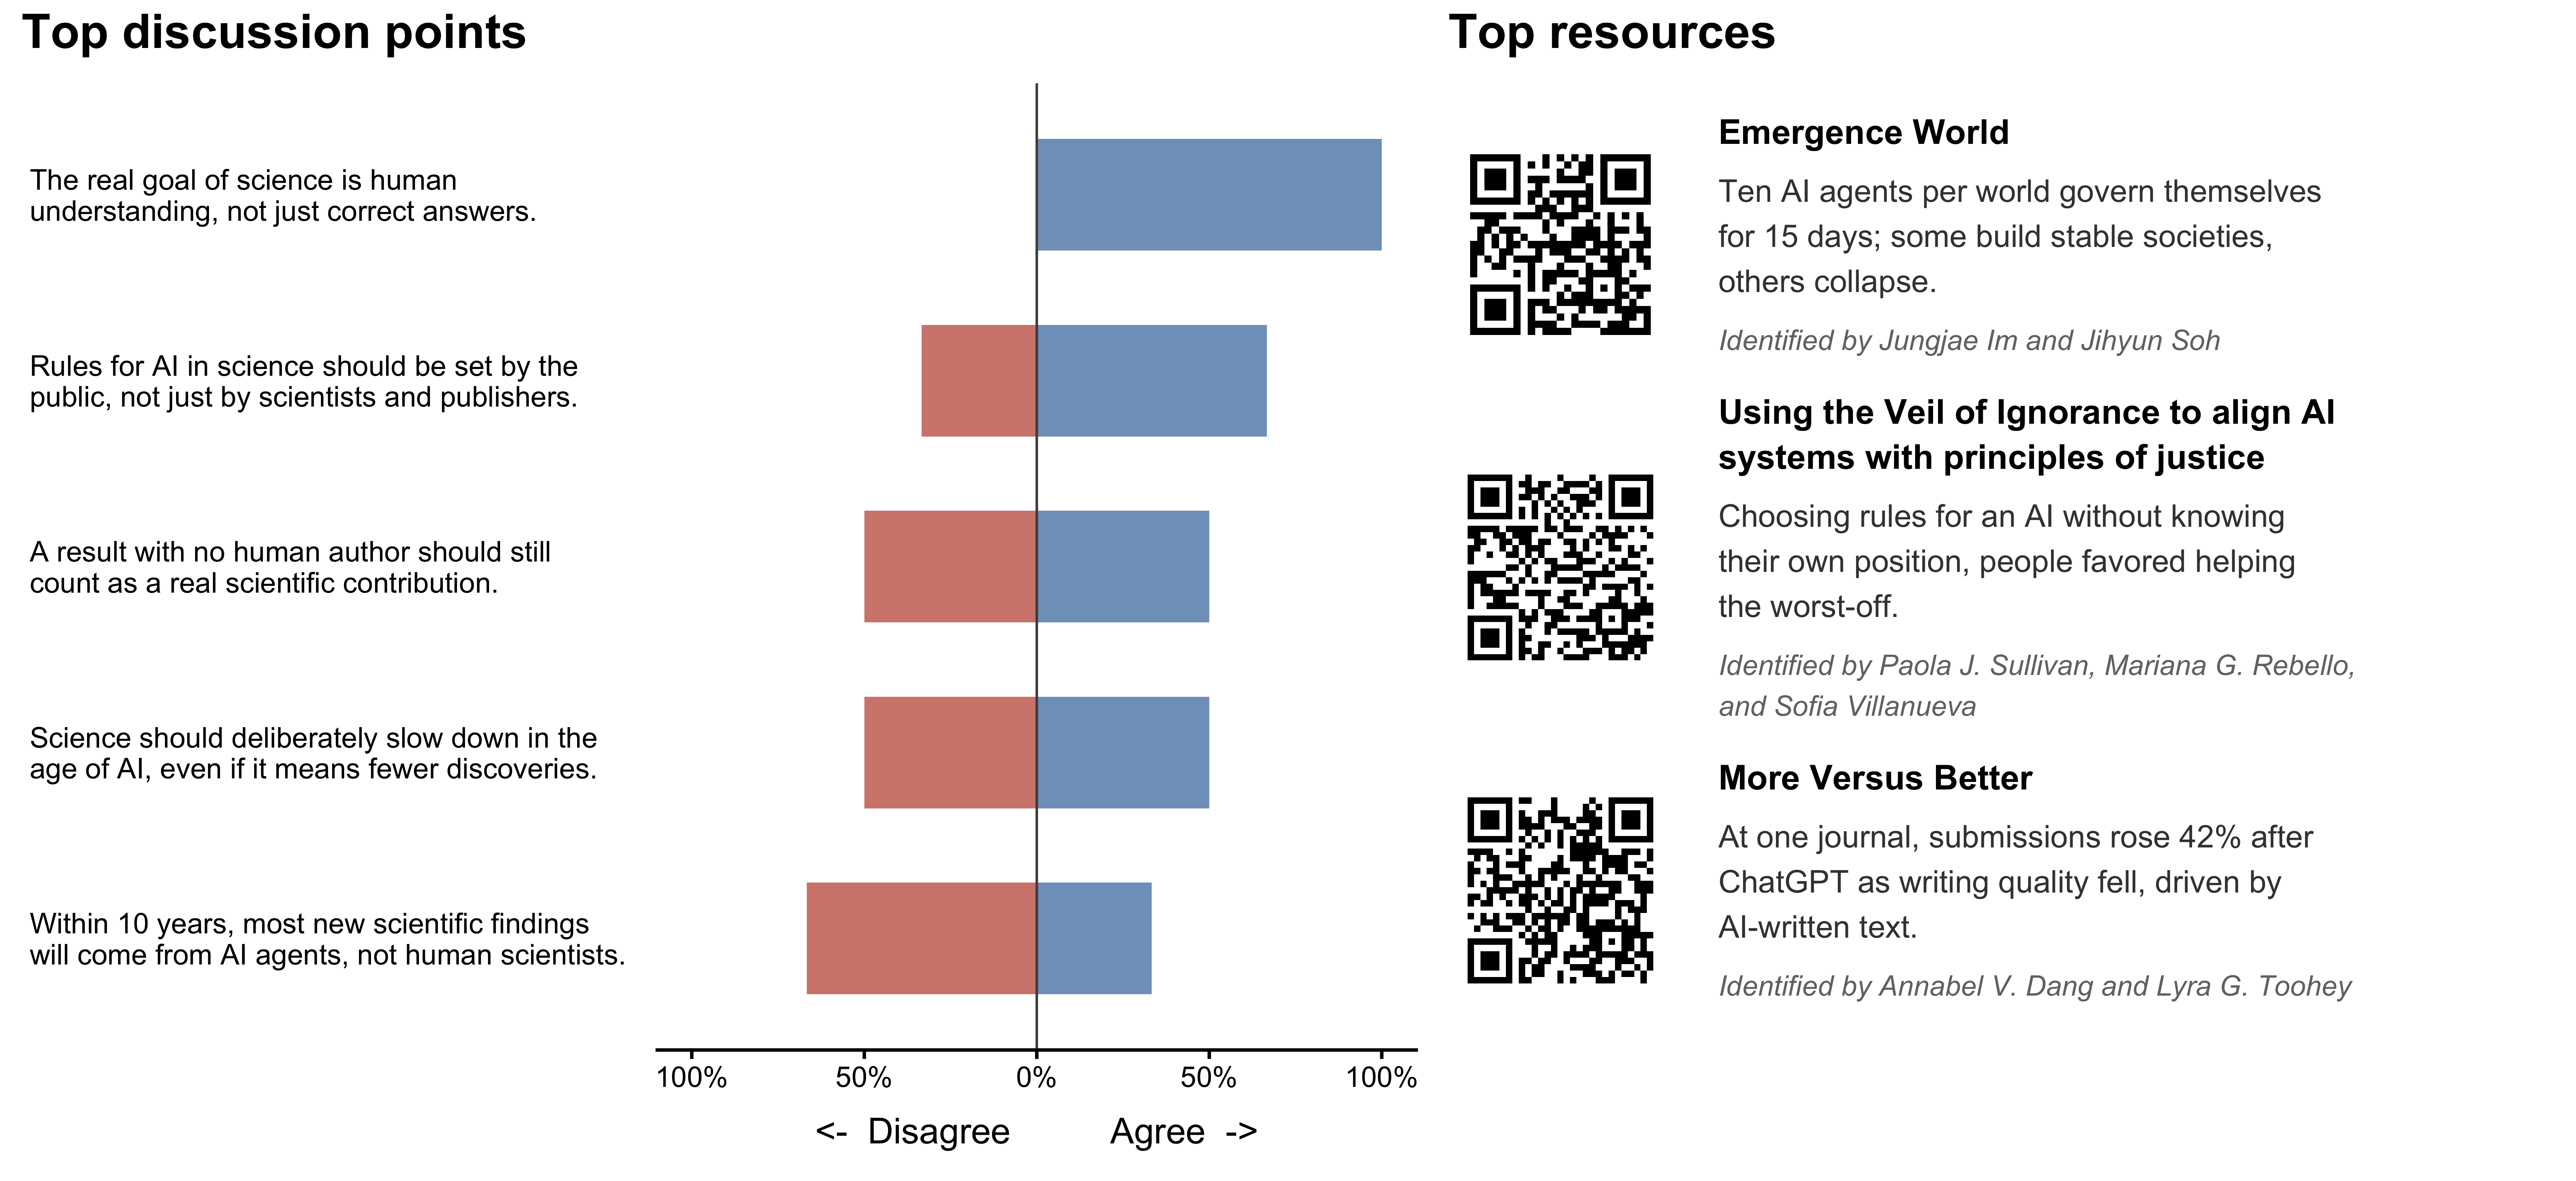 Top discussion points
The real goal of science is human
understanding, not just correct answers.
Rules for AI in science should be set by the
public, not just by scientists and publishers.
A result with no human author should still
count as a real scientific contribution.
Science should deliberately slow down in the
age of AI, even if it means fewer discoveries.
Within 10 years, most new scientific findings
will come from AI agents, not human scientists.
100% 50% 0% 50% 100%
<- Disagree Agree ->
Top resources
Emergence World
Ten AI agents per world govern themselves
for 15 days; some build stable societies,
others collapse.
Identified by Jungjae Im and Jihyun Soh
Using the Veil of Ignorance to align AI
systems with principles of justice
Choosing rules for an AI without knowing
their own position, people favored helping
the worst-off.
Identified by Paola J. Sullivan, Mariana G. Rebello,
and Sofia Villanueva
More Versus Better
At one journal, submissions rose 42% after
ChatGPT as writing quality fell, driven by
AI-written text.
Identified by Annabel V. Dang and Lyra G. Toohey